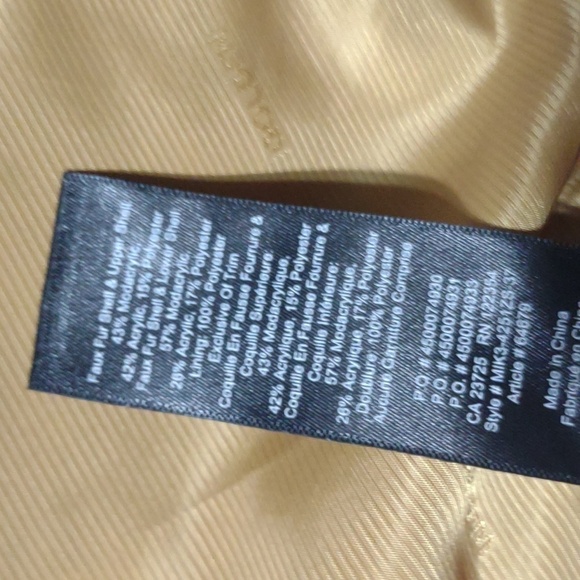 Faux Fur Shell & Upper Shell
43% Modacrylic,
42% Acrylic, 15% Polyester
Faux Fur Shell & Lower Shell:
57% Modacrylic,
26% Acrylic, 17% Polyester
Lining: 100% Polyester
Exclusive Of Trim
Coquille En Fausse Fourrure &
Coquille Superieure:
43% Modacrylique,
42% Acrylique, 15% Polyester
Coquille En Fausse Fourrure &
Coquille Inférieure:
57% Modacrylique,
26% Acrylique, 17% Polyester
Doublure: 100% Polyester
Aucune Garniture Comprise
P.O. # 4500074930
P.O. # 4500074931
P.O. # 4500074933
CA 23725 RN 122354
Article # 64679
Made in China